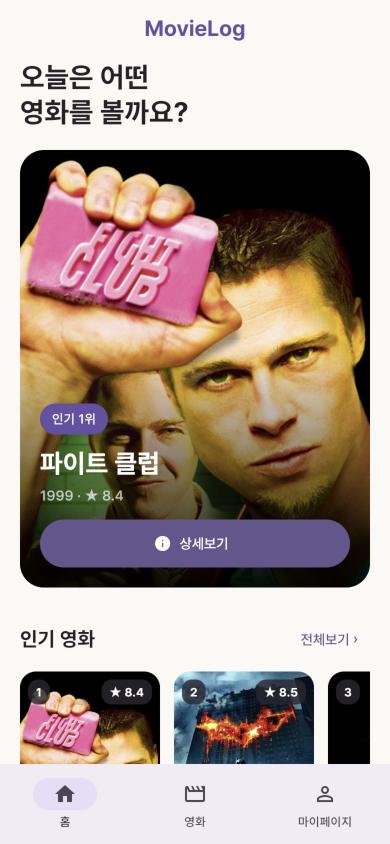 MovieLog
오늘은 어떤
영화를 볼까요?
FIGHT
CLUB
인기 1위
파이트 클럽
1999 · ★ 8.4
상세보기
인기 영화
전체보기 ›
1
★ 8.4
2
★ 8.5
3
홈
영화
마이페이지